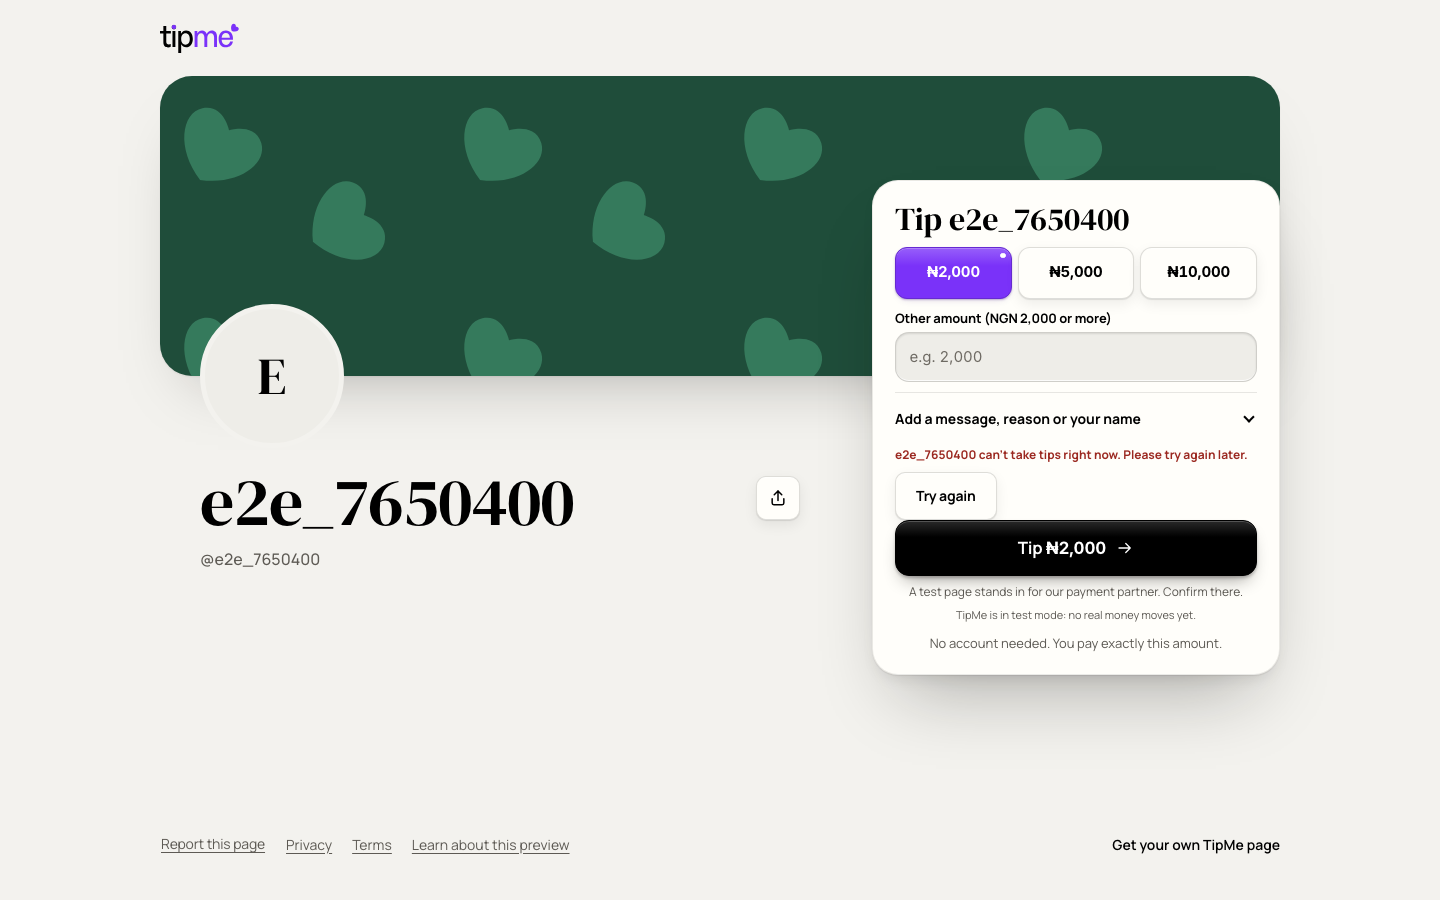 tipme
Tip e2e_7650400
₦2,000
₦5,000
₦10,000
Other amount (NGN 2,000 or more)
e.g. 2,000
E
Add a message, reason or your name
e2e_7650400 can't take tips right now. Please try again later.
Try again
e2e_7650400
@e2e_7650400
Tip ₦2,000 →
A test page stands in for our payment partner. Confirm there.
TipMe is in test mode: no real money moves yet.
No account needed. You pay exactly this amount.
Report this page
Privacy
Terms
Learn about this preview
Get your own TipMe page